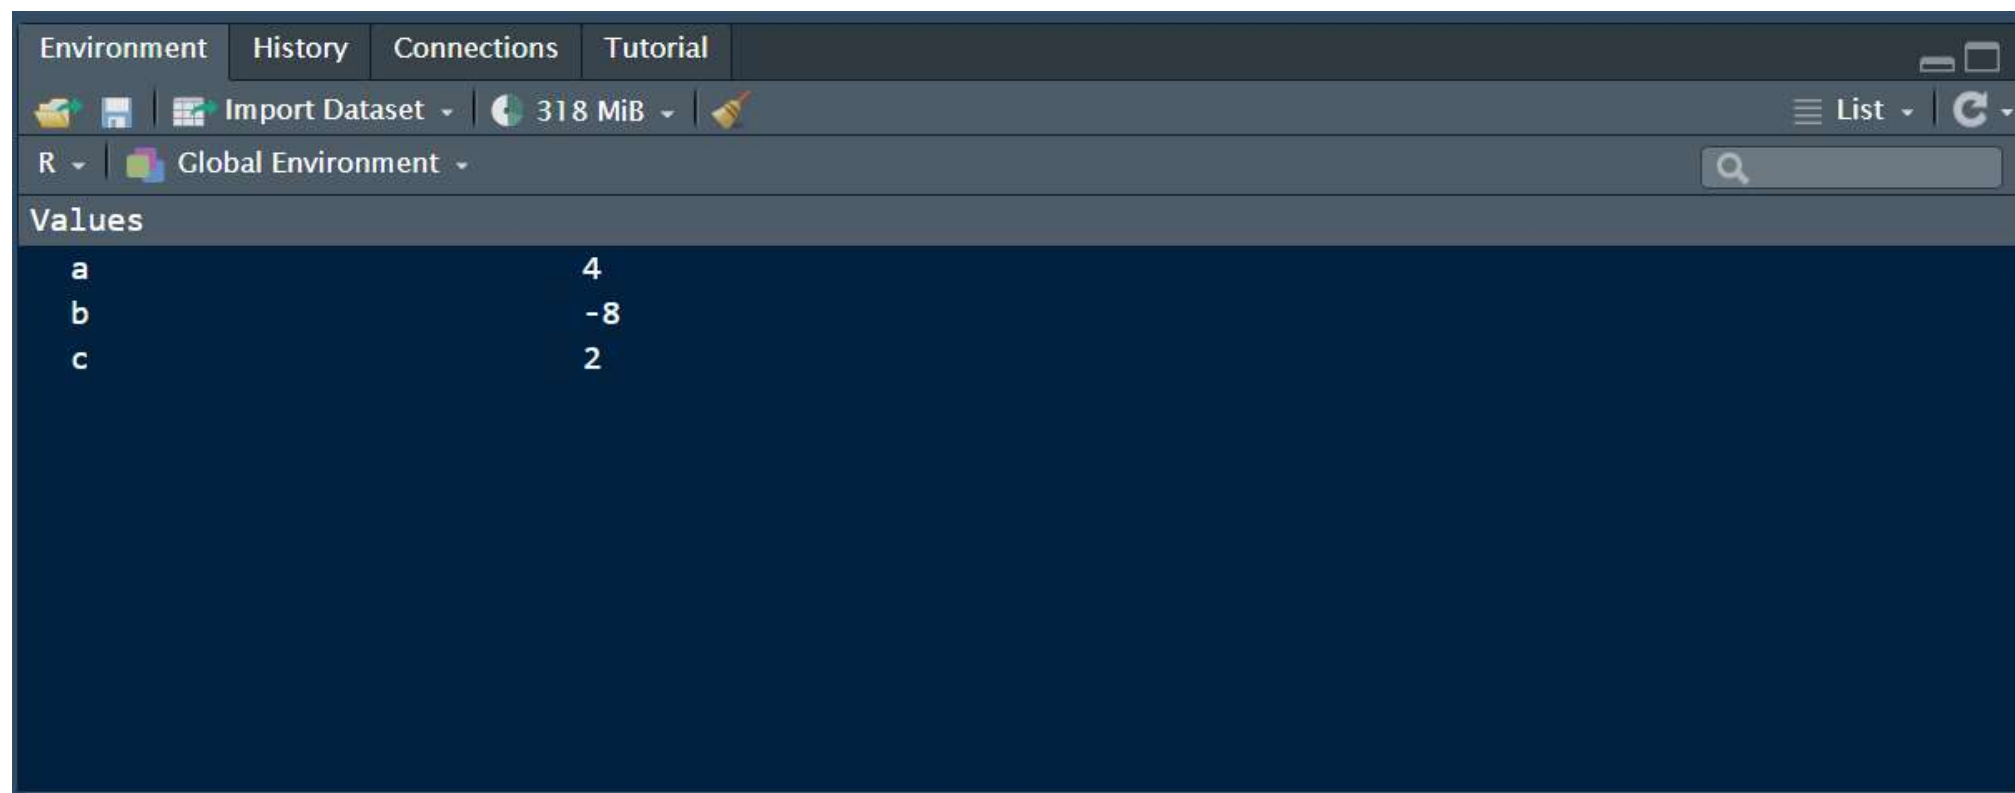 Environment History Connections Tutorial
Import Dataset 318 MiB List
R Global Environment
Values
a 4
b -8
c 2